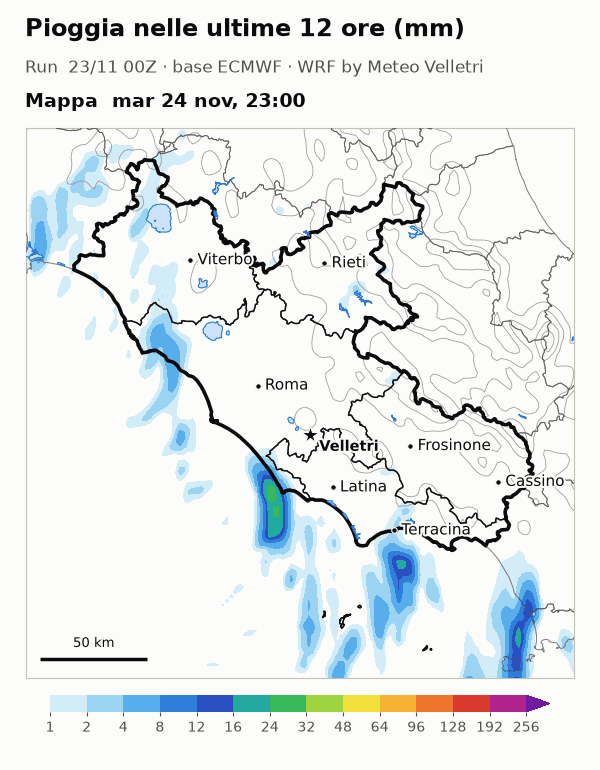 Pioggia nelle ultime 12 ore (mm)
Run  23/11 00Z · base ECMWF · WRF by Meteo Velletri
Mappa  mar 24 nov, 23:00
Viterbo
Rieti
Roma
Velletri
Frosinone
Cassino
Latina
Terracina
50 km
1 2 4 8 12 16 24 32 48 64 96 128 192 256